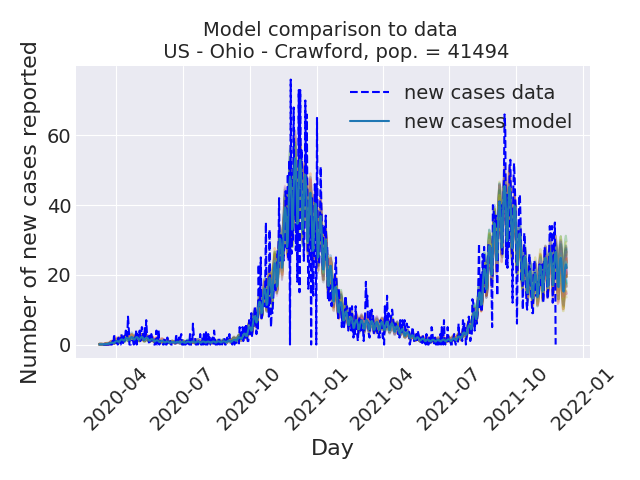 Model comparison to data
US - Ohio - Crawford, pop. = 41494
Number of new cases reported
60
40
20
0
new cases data
new cases model
2020-04
2020-07
2020-10
2021-01
2021-04
2021-07
2021-10
2022-01
Day